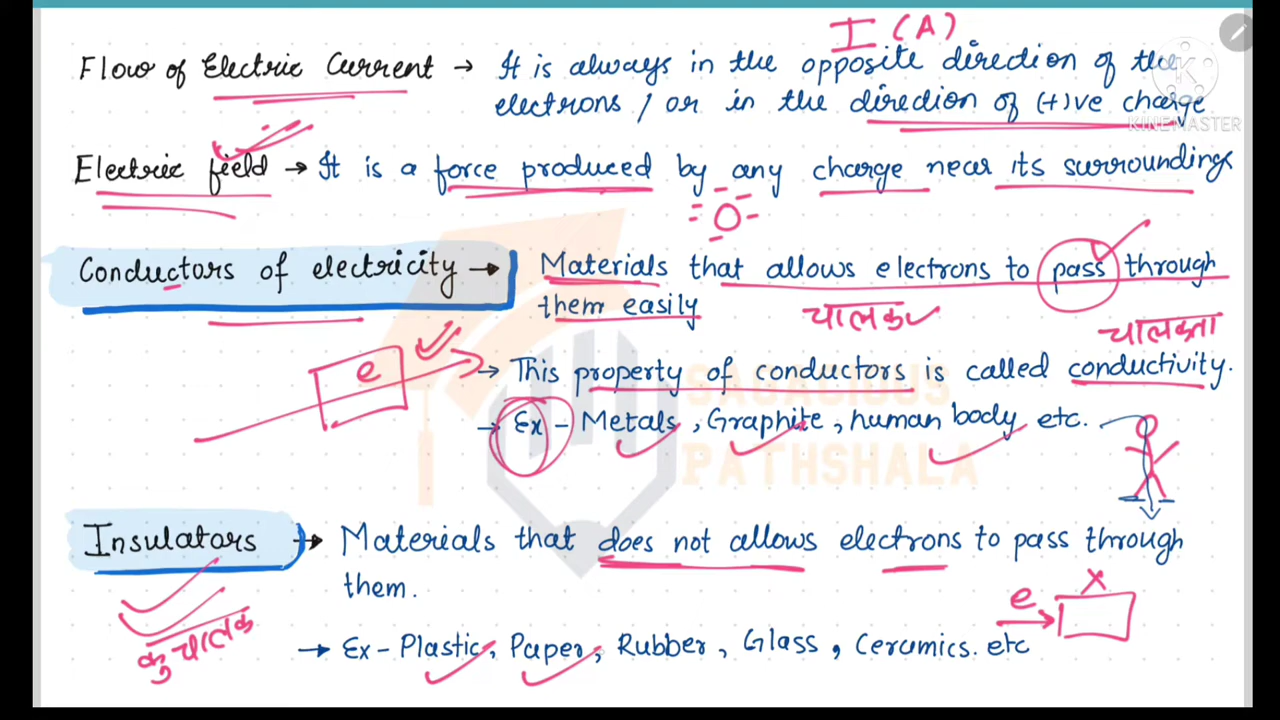 I (A)
Flow of Electric Current → It is always in the opposite direction of the
electrons / or in the direction of (+)ve charge
KINEMASTER
Electric field → It is a force produced by any charge near its surroundings
Conductors of electricity → Materials that allows electrons to pass through
them easily
चालक
चालकता
e
→ This property of conductors is called conductivity.
SAGACIOUS
→ Ex - Metals, Graphite, human body etc.
PATHSHALA
Insulators → Materials that does not allows electrons to pass through
them.
e X
कुचालक
→ Ex - Plastic, Paper, Rubber, Glass, Ceramics. etc